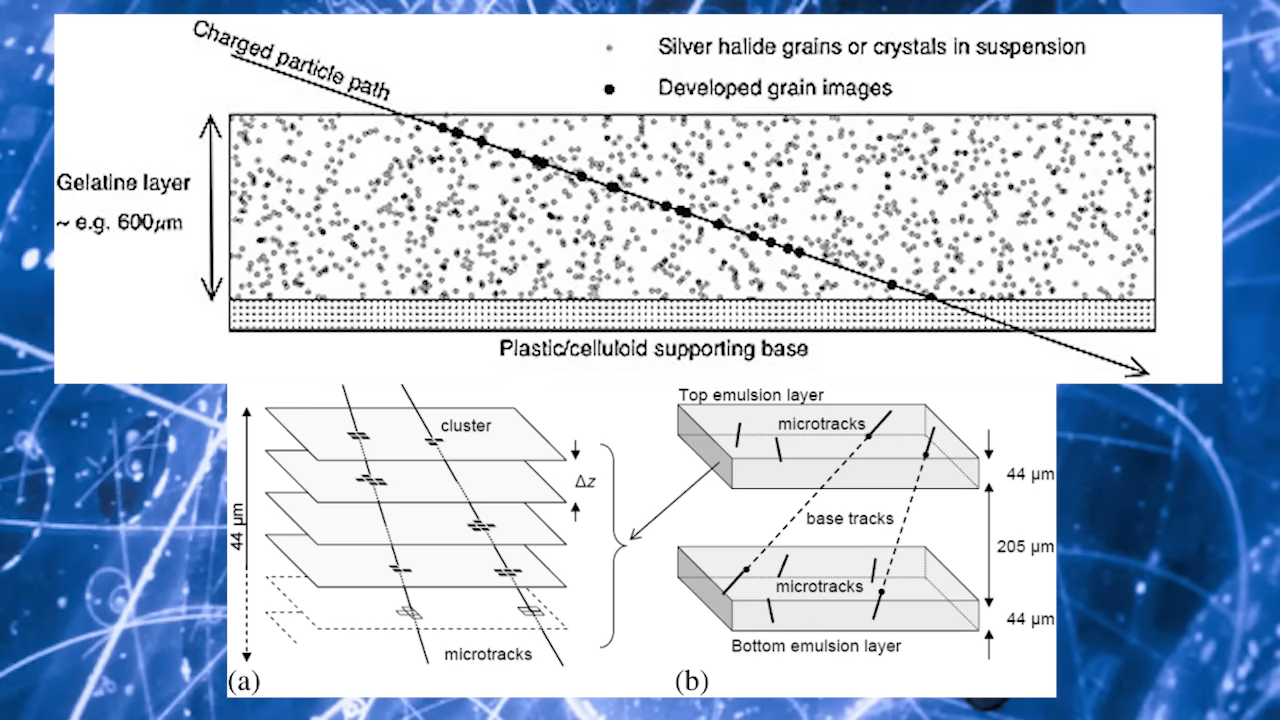 Charged particle path
Silver halide grains or crystals in suspension
Developed grain images
Gelatine layer
~ e.g. 600µm
Plastic/celluloid supporting base
cluster
Δz
44 µm
microtracks
(a)
Top emulsion layer
microtracks
44 µm
base tracks
205 µm
microtracks
44 µm
Bottom emulsion layer
(b)